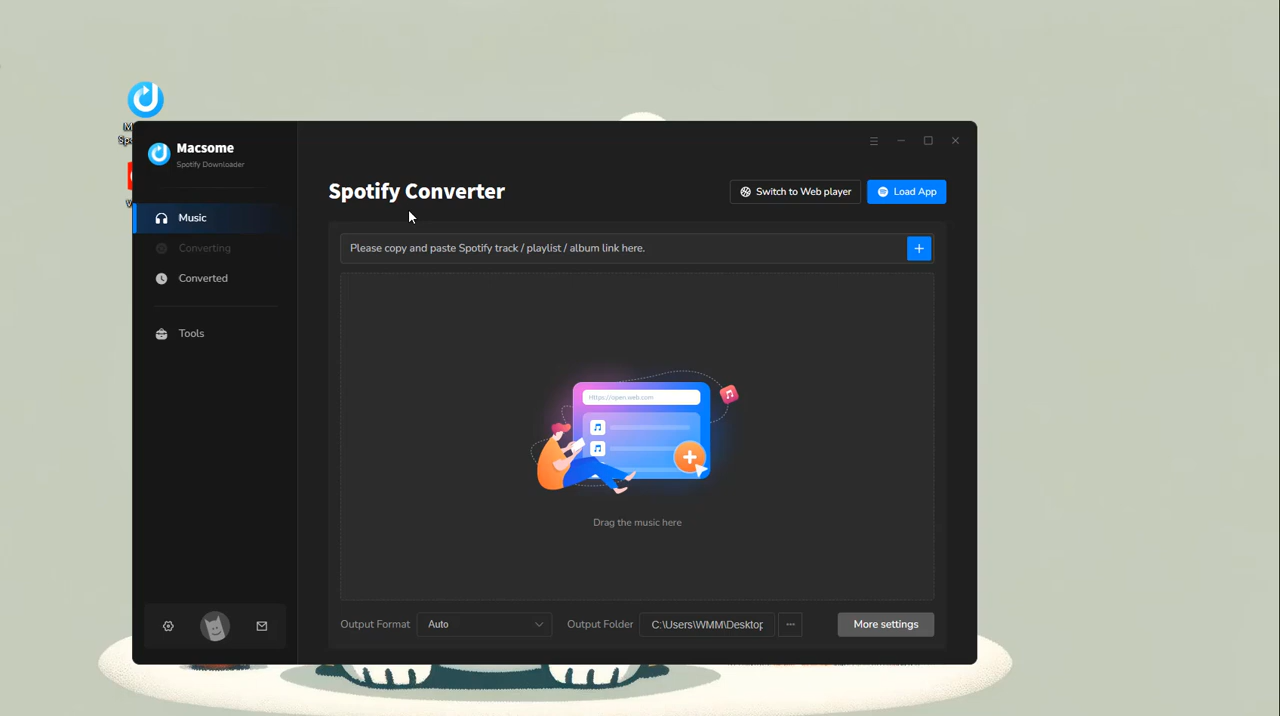 Macsome
Spotify Downloader
Music
Converting
Converted
Tools
Spotify Converter
Switch to Web player
Load App
Please copy and paste Spotify track / playlist / album link here.
Https://open.web.com
Drag the music here
Output Format
Auto
Output Folder
C:\Users\WMM\Desktop
More settings